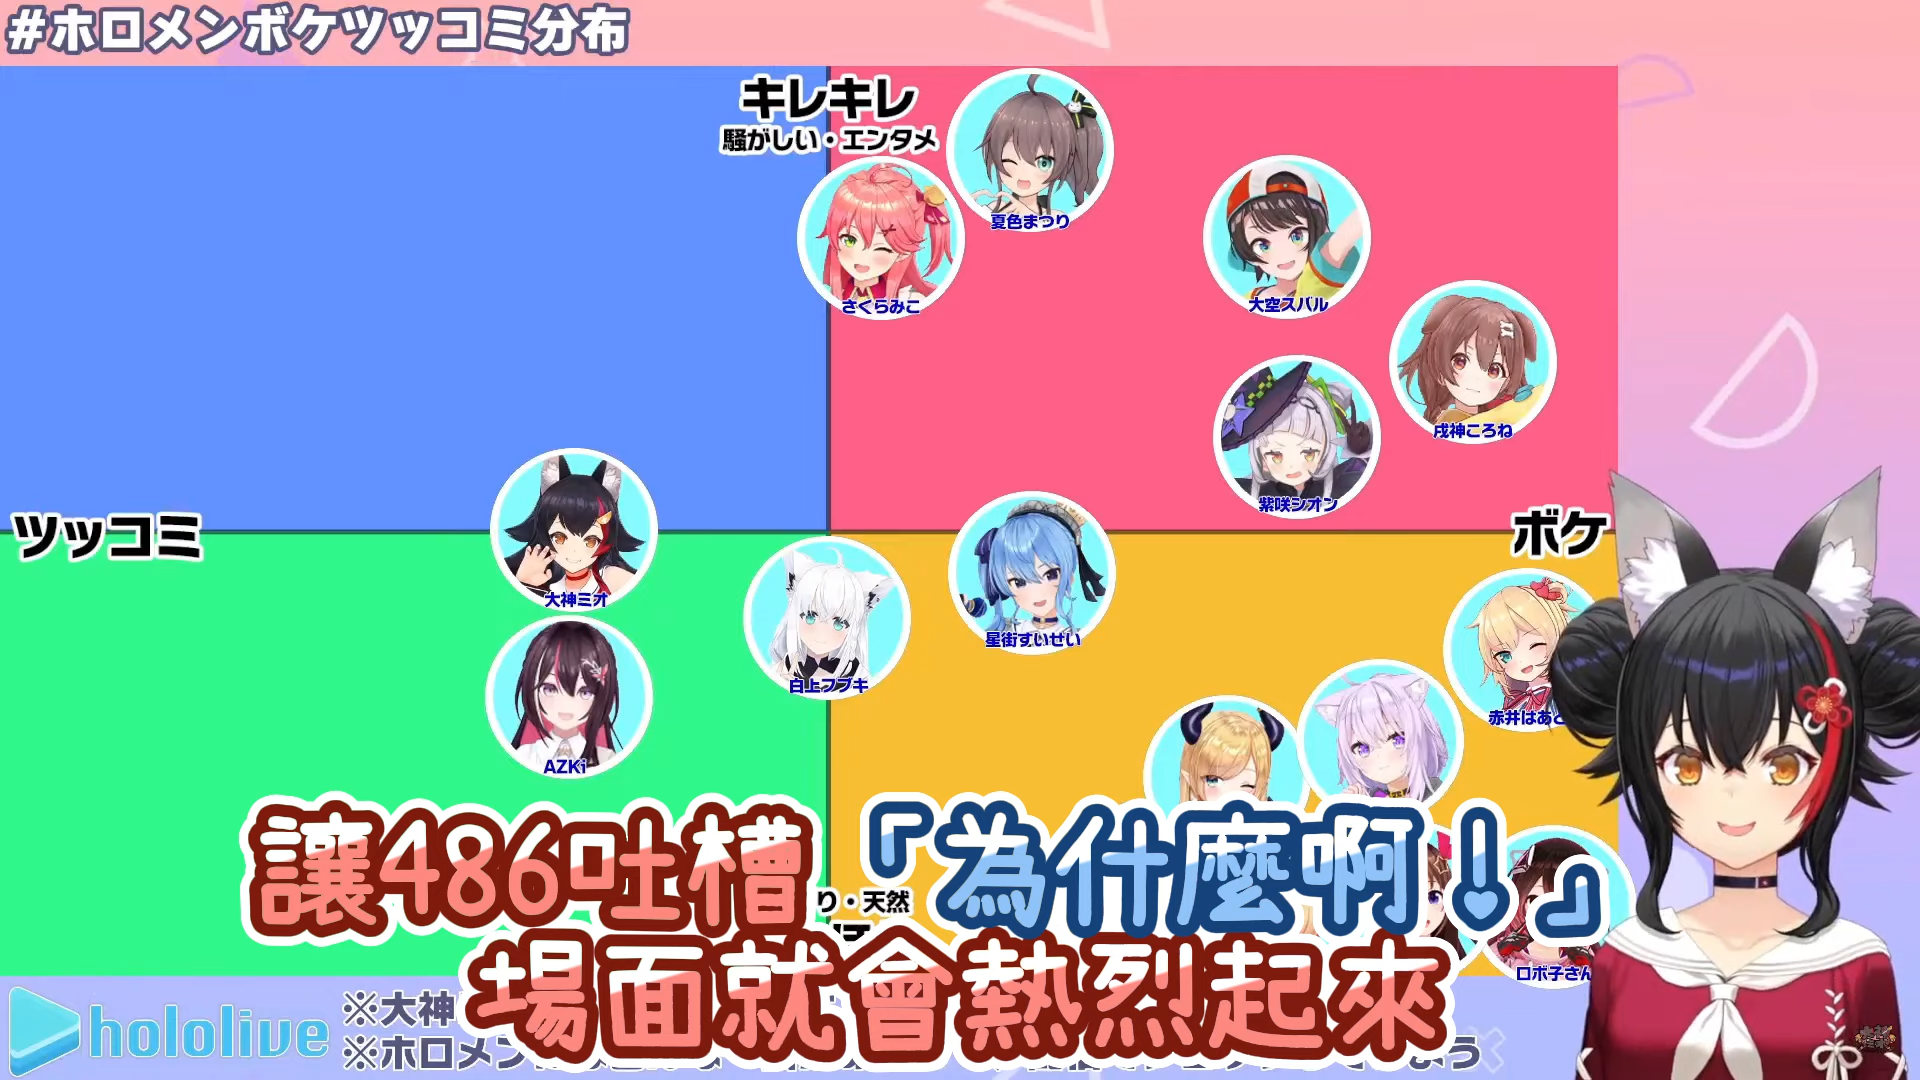 #ホロメンボケツッコミ分布
キレキレ
騒がしい・エンタメ
夏色まつり
さくらみこ
大空スバル
戌神ころね
紫咲シオン
ツッコミ
ボケ
大神ミオ
白上フブキ
星街すいせい
赤井はあと
AZKi
り・天然
讓486吐槽「為什麼啊！」
ロボ子さん
場面就會熱烈起來
hololive
※大神
※ホロメン